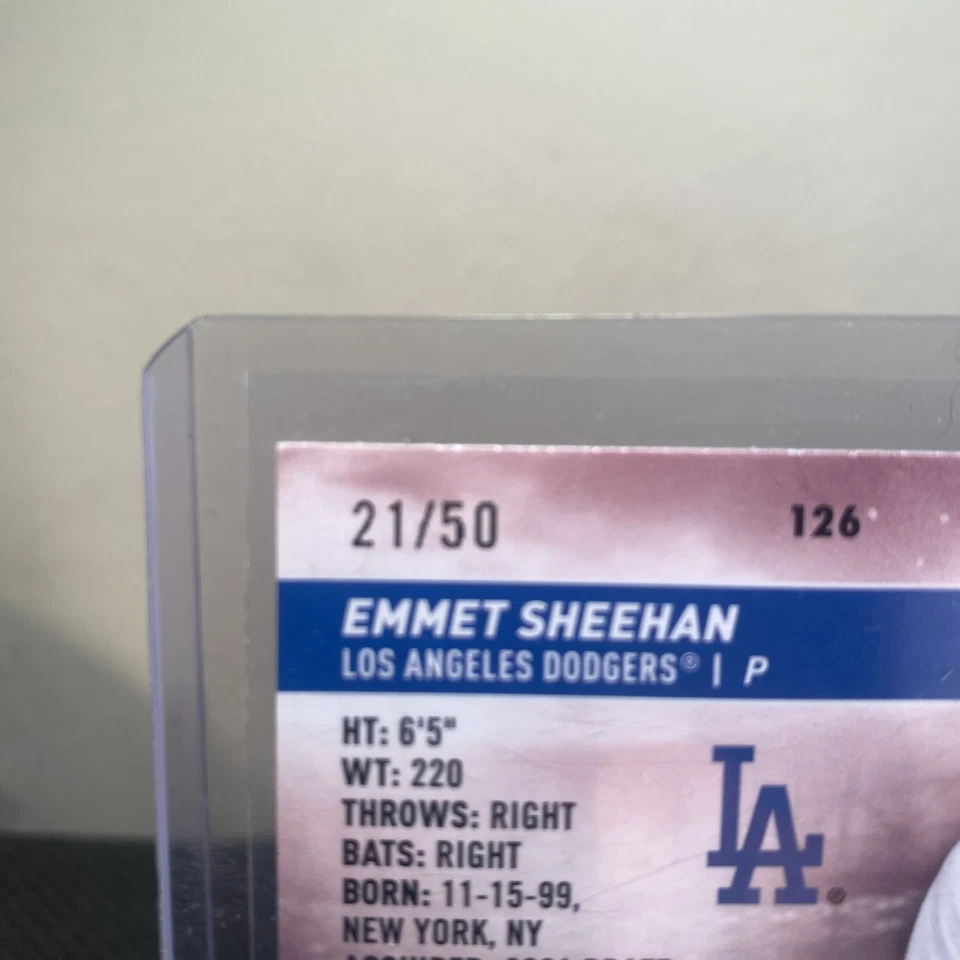 21/50 126
EMMET SHEEHAN
LOS ANGELES DODGERS® | P
HT: 6'5"
WT: 220
THROWS: RIGHT
BATS: RIGHT
BORN: 11-15-99,
NEW YORK, NY
LA®